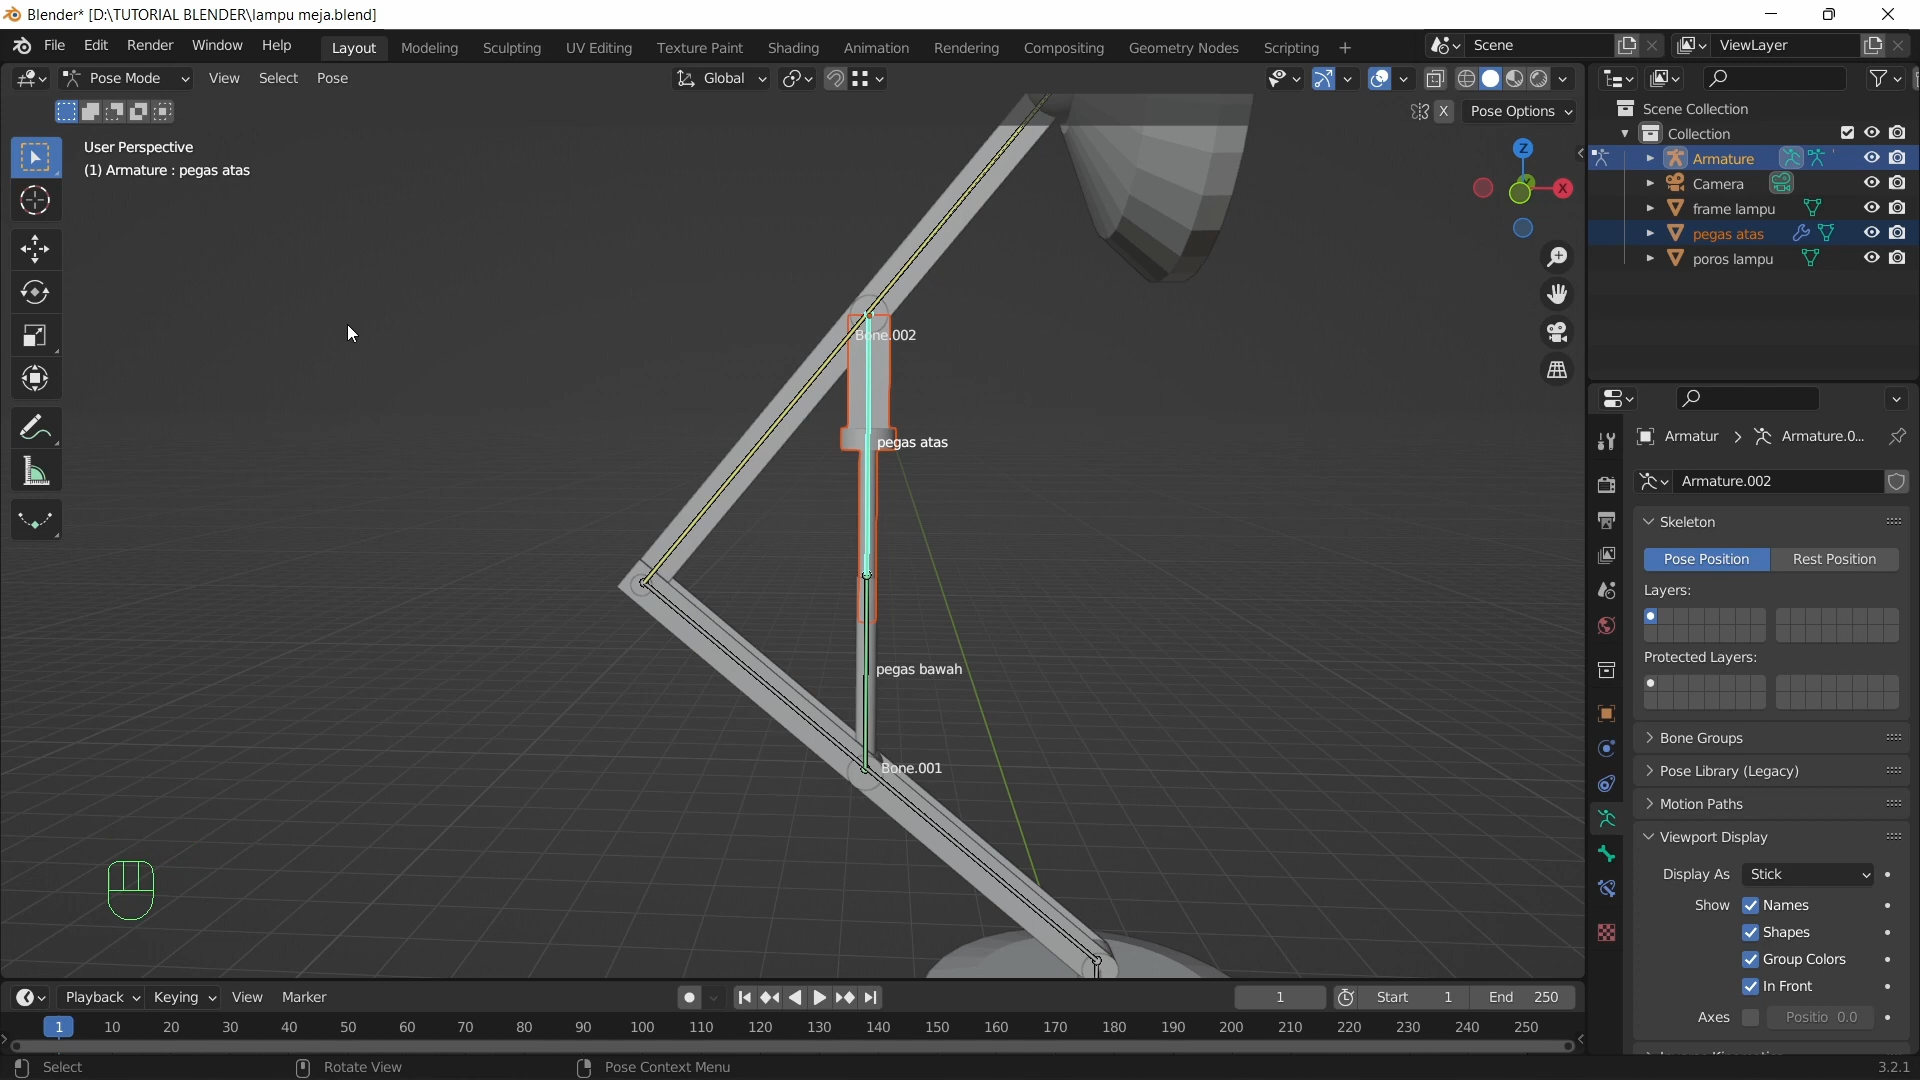 Blender* [D:\TUTORIAL BLENDER\lampu meja.blend]
File Edit Render Window Help Layout Modeling Sculpting UV Editing Texture Paint Shading Animation Rendering Compositing Geometry Nodes Scripting + Scene ViewLayer
Pose Mode View Select Pose Global
X Pose Options
User Perspective
(1) Armature : pegas atas
Z
X
Bone.002
pegas atas
pegas bawah
Bone.001
Scene Collection
Collection
Armature
Camera
frame lampu
pegas atas
poros lampu
Armatur > Armature.0...
Armature.002
Skeleton
Pose Position Rest Position
Layers:
Protected Layers:
Bone Groups
Pose Library (Legacy)
Motion Paths
Viewport Display
Display As Stick
Show Names
Shapes
Group Colors
In Front
Axes Positio 0.0
Playback Keying View Marker 1 Start 1 End 250
1 10 20 30 40 50 60 70 80 90 100 110 120 130 140 150 160 170 180 190 200 210 220 230 240 250
Select Rotate View Pose Context Menu 3.2.1